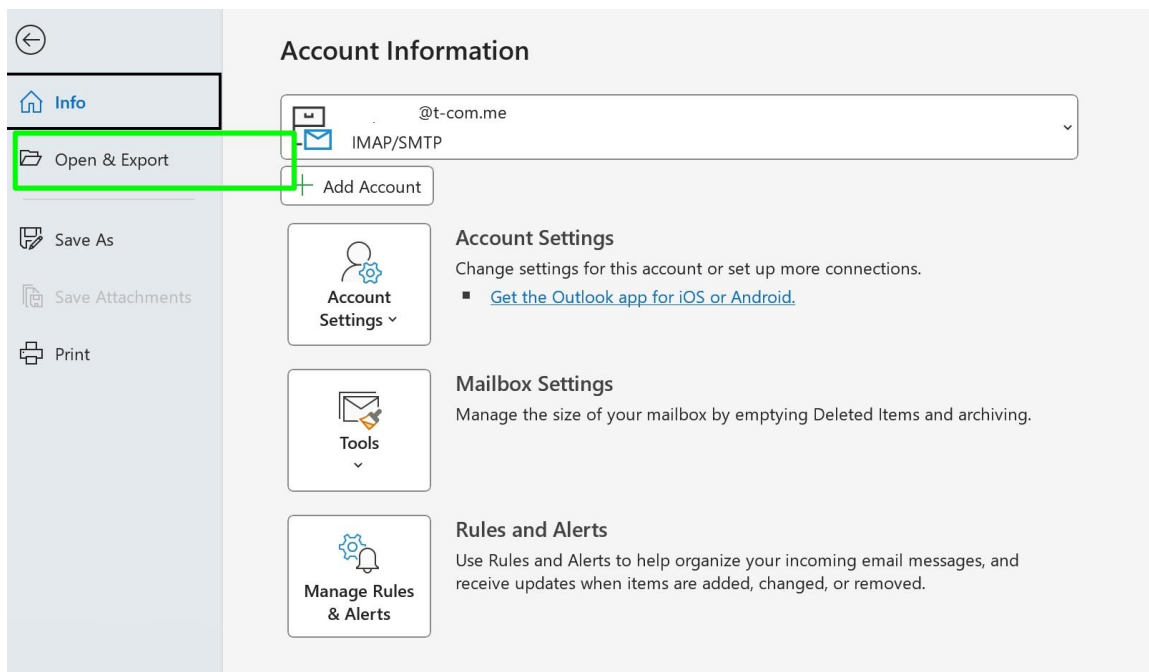 Info
Open & Export
Save As
Save Attachments
Print
Account Information
@t-com.me
IMAP/SMTP
Add Account
Account
Settings
Account Settings
Change settings for this account or set up more connections.
Get the Outlook app for iOS or Android.
Tools
Mailbox Settings
Manage the size of your mailbox by emptying Deleted Items and archiving.
Manage Rules
& Alerts
Rules and Alerts
Use Rules and Alerts to help organize your incoming email messages, and
receive updates when items are added, changed, or removed.